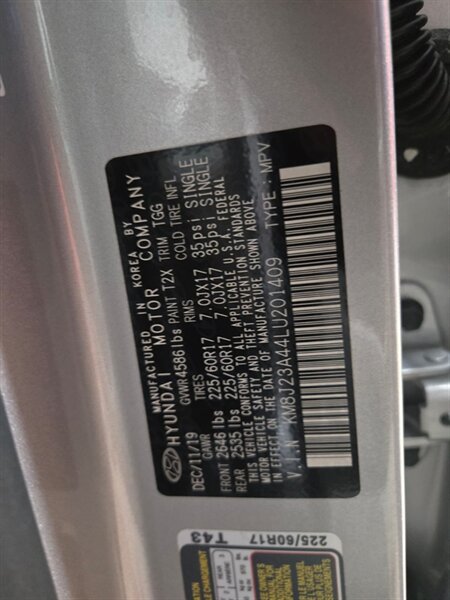 MANUFACTURED IN KOREA BY
HYUNDAI MOTOR COMPANY
DEC/11/19 GVWR 4586lbs PAINT T2X TRIM TGG
GAWR TIRES RIMS COLD TIRE INFL
FRONT 2646 lbs 225/60R17 7.0JX17 35psi SINGLE
REAR 2535 lbs 225/60R17 7.0JX17 35psi SINGLE
THIS VEHICLE CONFORMS TO ALL APPLICABLE U.S.A. FEDERAL
MOTOR VEHICLE SAFETY AND THEFT PREVENTION STANDARDS
IN EFFECT ON THE DATE OF MANUFACTURE SHOWN ABOVE.
V.I.N : KM8J23A44LU201409 TYPE : MPV
225/60R17
T43